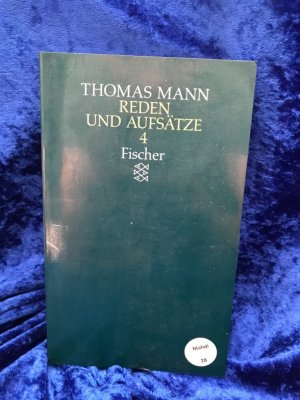 THOMAS MANN
REDEN
UND AUFSÄTZE
4
Fischer